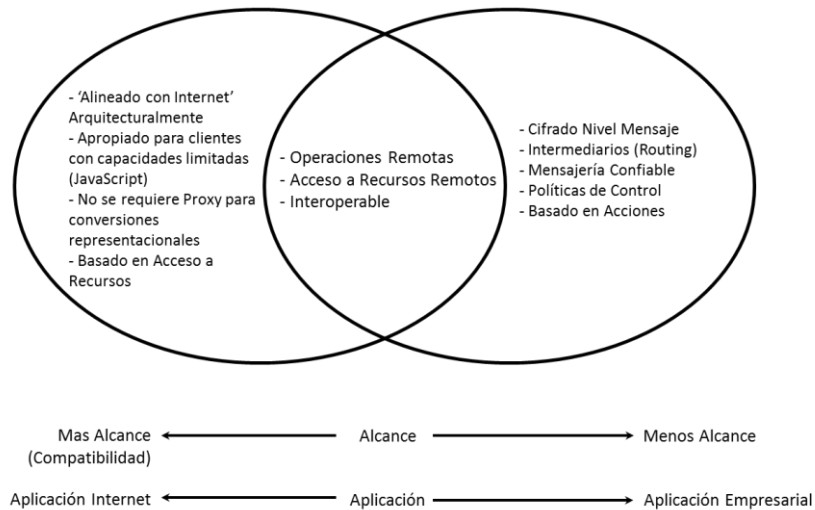 - ‘Alineado con Internet’
Arquitecturalmente
- Apropiado para clientes
con capacidades limitadas
(JavaScript)
- No se requiere Proxy para
conversiones
representacionales
- Basado en Acceso a
Recursos
- Operaciones Remotas
- Acceso a Recursos Remotos
- Interoperable
- Cifrado Nivel Mensaje
- Intermediarios (Routing)
- Mensajería Confiable
- Políticas de Control
- Basado en Acciones
Mas Alcance
(Compatibilidad)
Alcance
Menos Alcance
Aplicación Internet
Aplicación
Aplicación Empresarial